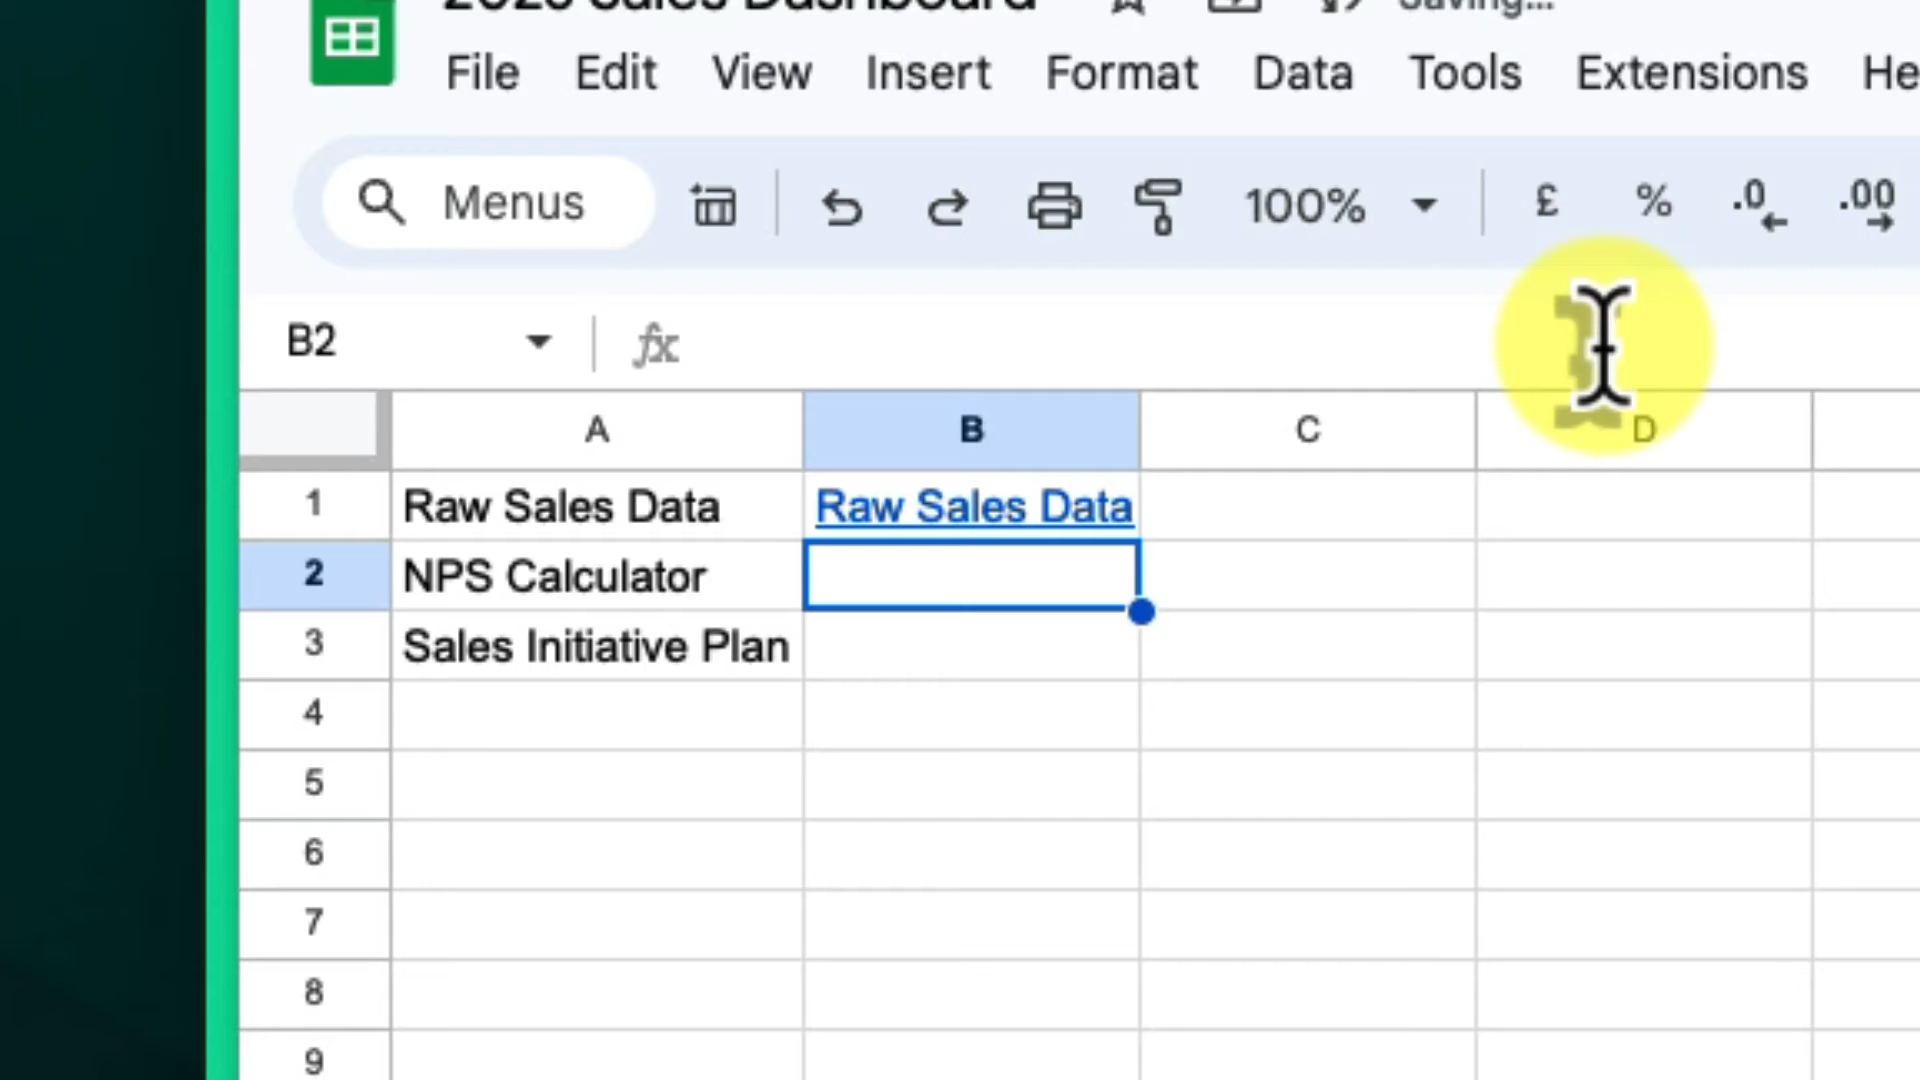 Sales Dashboard Saving...
File Edit View Insert Format Data Tools Extensions He
Menus 100% £ % .0 .00
B2 fx
A B C D
1 Raw Sales Data Raw Sales Data
2 NPS Calculator
3 Sales Initiative Plan
4
5
6
7
8
9